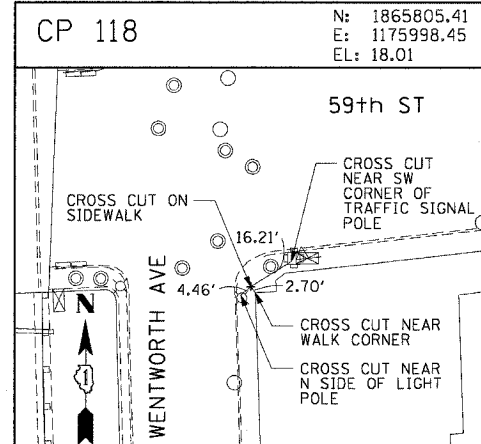 CP 118
N: 1865805.41
E: 1175998.45
EL: 18.01
59th ST
CROSS CUT
NEAR SW
CORNER OF
TRAFFIC SIGNAL
POLE
CROSS CUT ON
SIDEWALK
16.21'
4.46'
2.70'
CROSS CUT NEAR
WALK CORNER
CROSS CUT NEAR
N SIDE OF LIGHT
POLE
N
1
WENTWORTH AVE